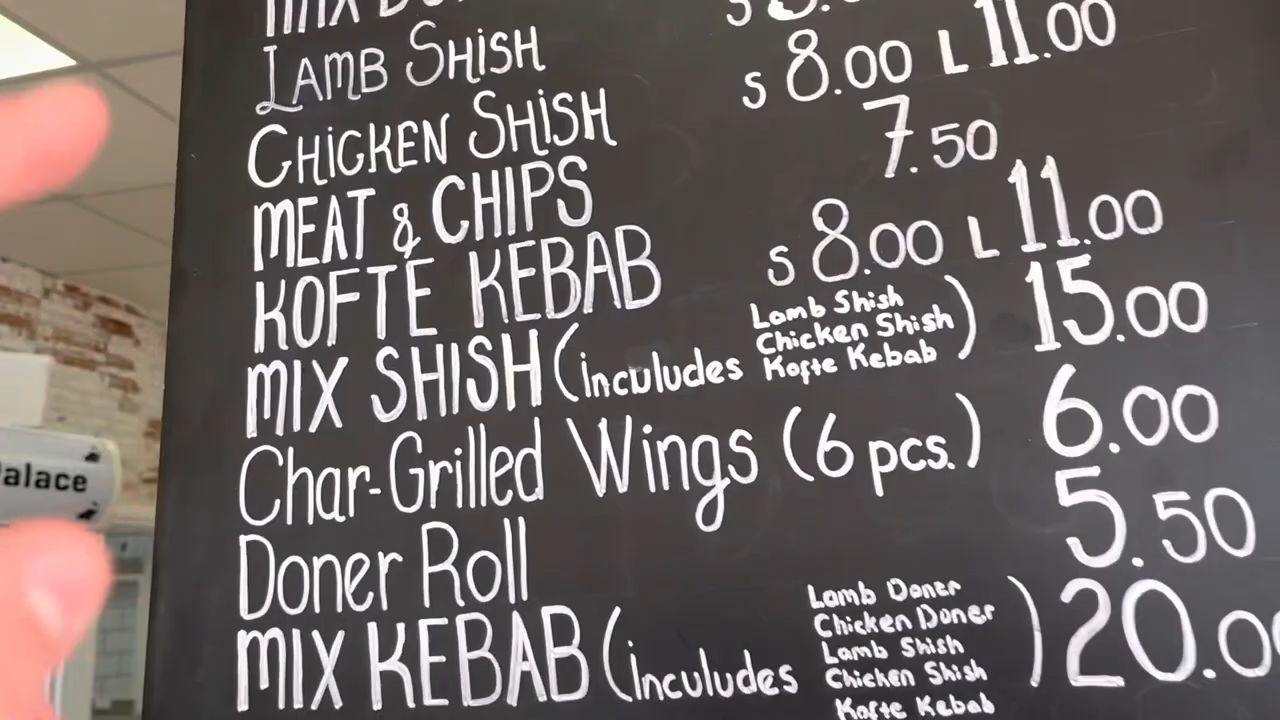 LAMB SHISH
CHICKEN SHISH S 8.00 L 11.00
MEAT & CHIPS 7.50
KOFTE KEBAB S 8.00 L 11.00
MIX SHISH (inculudes Lamb Shish
Chicken Shish
Kofte Kebab) 15.00
Char-Grilled Wings (6 pcs.) 6.00
Doner Roll 5.50
MIX KEBAB (inculudes Lamb Doner
Chicken Doner
Lamb Shish
Chicken Shish
Kofte Kebab) 20.00
Palace